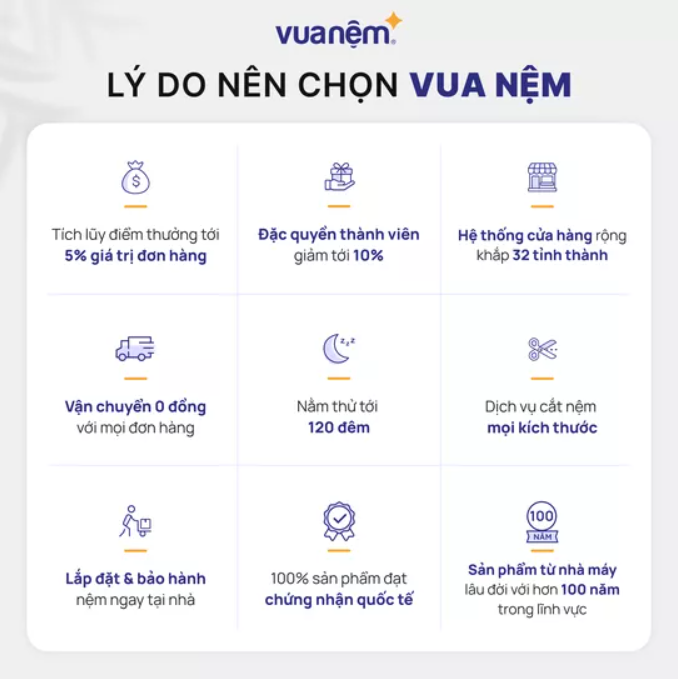 vuanệm
LÝ DO NÊN CHỌN VUA NỆM
$
Tích lũy điểm thưởng tới
5% giá trị đơn hàng
Đặc quyền thành viên
giảm tới 10%
Hệ thống cửa hàng rộng
khắp 32 tỉnh thành
Vận chuyển 0 đồng
với mọi đơn hàng
z z z
Nằm thử tới
120 đêm
Dịch vụ cắt nệm
mọi kích thước
Lắp đặt & bảo hành
nệm ngay tại nhà
100% sản phẩm đạt
chứng nhận quốc tế
100
NĂM
Sản phẩm từ nhà máy
lâu đời với hơn 100 năm
trong lĩnh vực